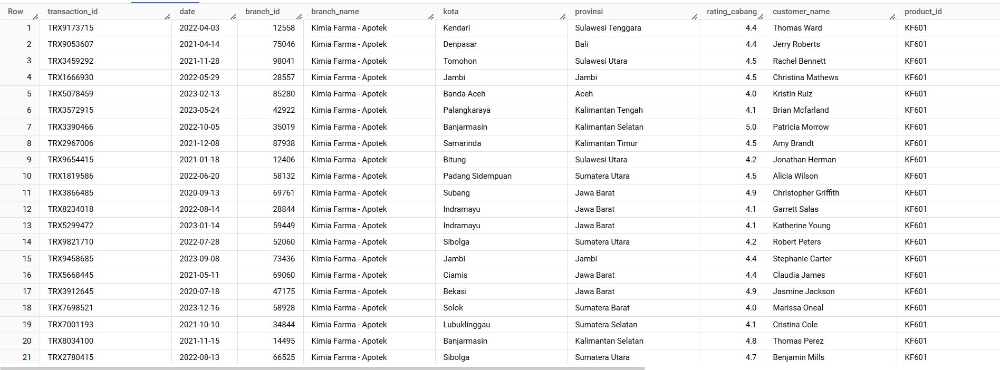 Row transaction_id date branch_id branch_name kota provinsi rating_cabang customer_name product_id
1 TRX9173715 2022-04-03 12558 Kimia Farma - Apotek Kendari Sulawesi Tenggara 4.4 Thomas Ward KF601
2 TRX9053607 2021-04-14 75046 Kimia Farma - Apotek Denpasar Bali 4.4 Jerry Roberts KF601
3 TRX3459292 2021-11-28 98041 Kimia Farma - Apotek Tomohon Sulawesi Utara 4.5 Rachel Bennett KF601
4 TRX1666930 2022-05-29 28557 Kimia Farma - Apotek Jambi Jambi 4.5 Christina Mathews KF601
5 TRX5078459 2023-02-13 85280 Kimia Farma - Apotek Banda Aceh Aceh 4.0 Kristin Ruiz KF601
6 TRX3572915 2023-05-24 42922 Kimia Farma - Apotek Palangkaraya Kalimantan Tengah 4.1 Brian Mcfarland KF601
7 TRX3390466 2022-10-05 35019 Kimia Farma - Apotek Banjarmasin Kalimantan Selatan 5.0 Patricia Morrow KF601
8 TRX2967006 2021-12-08 87938 Kimia Farma - Apotek Samarinda Kalimantan Timur 4.5 Amy Brandt KF601
9 TRX9654415 2021-01-18 12406 Kimia Farma - Apotek Bitung Sulawesi Utara 4.2 Jonathan Herman KF601
10 TRX1819586 2022-06-20 58132 Kimia Farma - Apotek Padang Sidempuan Sumatera Utara 4.5 Alicia Wilson KF601
11 TRX3866485 2020-09-13 69761 Kimia Farma - Apotek Subang Jawa Barat 4.9 Christopher Griffith KF601
12 TRX8234018 2022-08-14 28844 Kimia Farma - Apotek Indramayu Jawa Barat 4.1 Garrett Salas KF601
13 TRX5299472 2023-01-14 59449 Kimia Farma - Apotek Indramayu Jawa Barat 4.1 Katherine Young KF601
14 TRX9821710 2022-07-28 52060 Kimia Farma - Apotek Sibolga Sumatera Utara 4.2 Robert Peters KF601
15 TRX9458685 2023-09-08 73436 Kimia Farma - Apotek Jambi Jambi 4.4 Stephanie Carter KF601
16 TRX5668445 2021-05-11 69060 Kimia Farma - Apotek Ciamis Jawa Barat 4.4 Claudia James KF601
17 TRX3912645 2020-07-18 47175 Kimia Farma - Apotek Bekasi Jawa Barat 4.9 Jasmine Jackson KF601
18 TRX7698521 2023-12-16 58928 Kimia Farma - Apotek Solok Sumatera Barat 4.0 Marissa Oneal KF601
19 TRX7001193 2021-10-10 34844 Kimia Farma - Apotek Lubuklinggau Sumatera Selatan 4.1 Cristina Cole KF601
20 TRX8034100 2021-11-15 14495 Kimia Farma - Apotek Banjarmasin Kalimantan Selatan 4.8 Thomas Perez KF601
21 TRX2780415 2022-08-13 66525 Kimia Farma - Apotek Sibolga Sumatera Utara 4.7 Benjamin Mills KF601